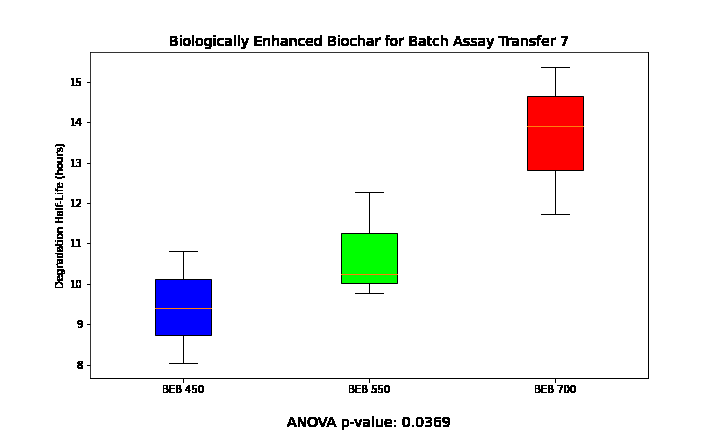 Biologically Enhanced Biochar for Batch Assay Transfer 7
Degradation Half-Life (hours)
15
14
13
12
11
10
9
8
BEB 450 BEB 550 BEB 700
ANOVA p-value: 0.0369